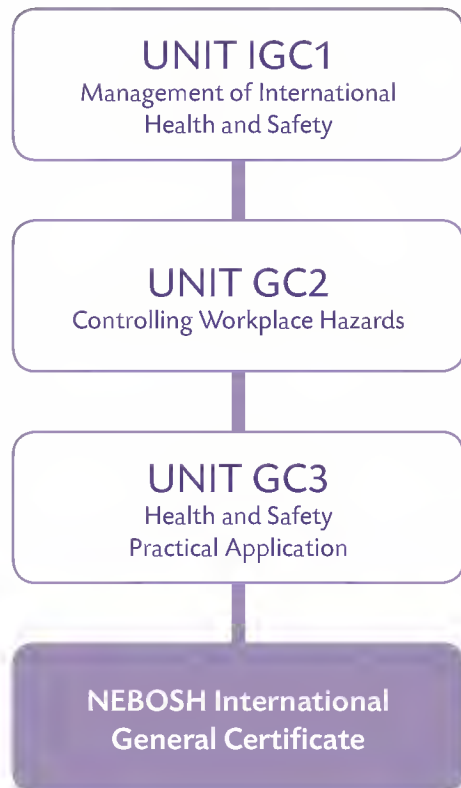 UNIT IGC1
Management of International
Health and Safety
UNIT GC2
Controlling Workplace Hazards
UNIT GC3
Health and Safety
Practical Application
NEBOSH International
General Certificate